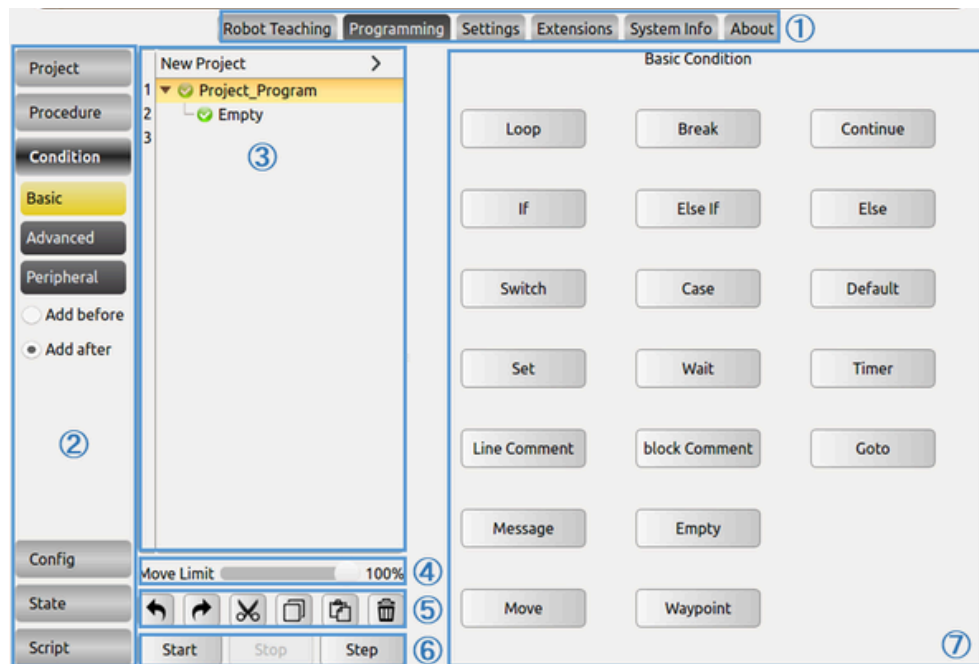 Robot Teaching Programming Settings Extensions System Info About ①
Project
Procedure
Condition
Basic
Advanced
Peripheral
Add before
Add after
②
Config
State
Script
New Project >
1 Project_Program
2 Empty
3
③
Move Limit 100% ④
⑤
Start Stop Step ⑥
Basic Condition
Loop Break Continue
If Else If Else
Switch Case Default
Set Wait Timer
Line Comment block Comment Goto
Message Empty
Move Waypoint
⑦